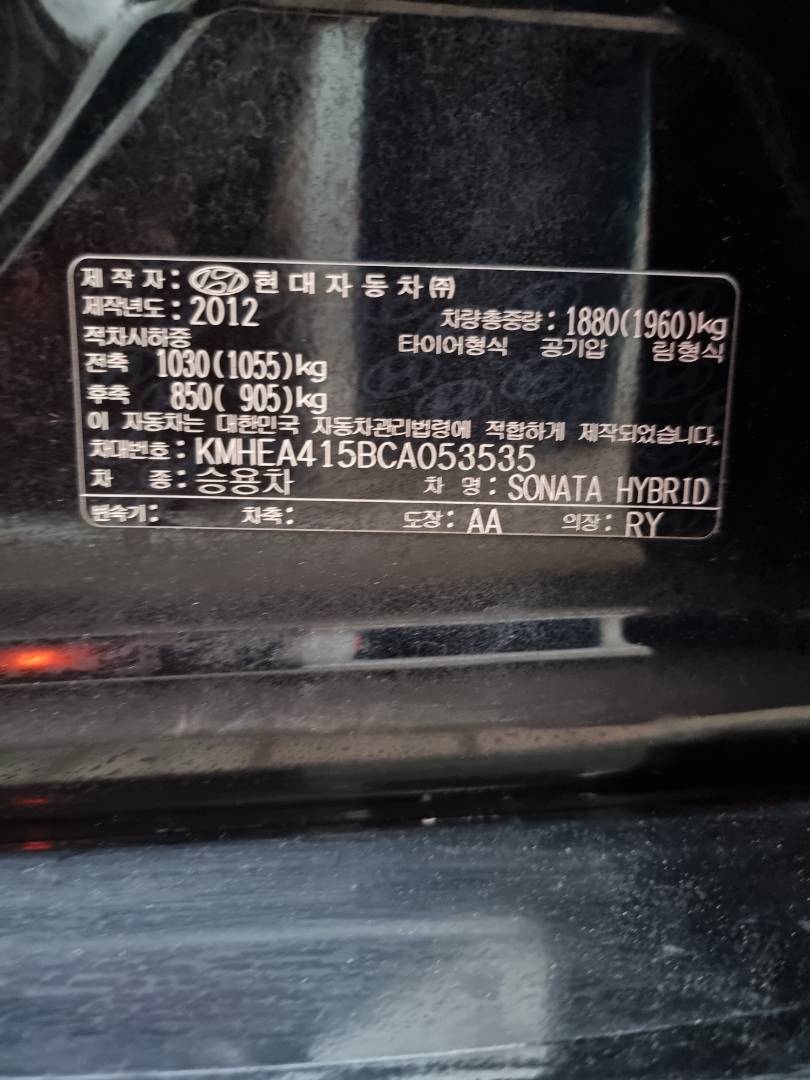 제작자: 현대자동차㈜
제작년도: 2012 차량총중량: 1880(1960)kg
적차시하중 타이어형식 공기압 림형식
전축 1030(1055)kg
후축 850( 905)kg
이 자동차는 대한민국 자동차관리법령에 적합하게 제작되었습니다.
차대번호: KMHEA415BCA053535
차 종: 승용차 차 명: SONATA HYBRID
변속기: 차축: 도장: AA 의장: RY